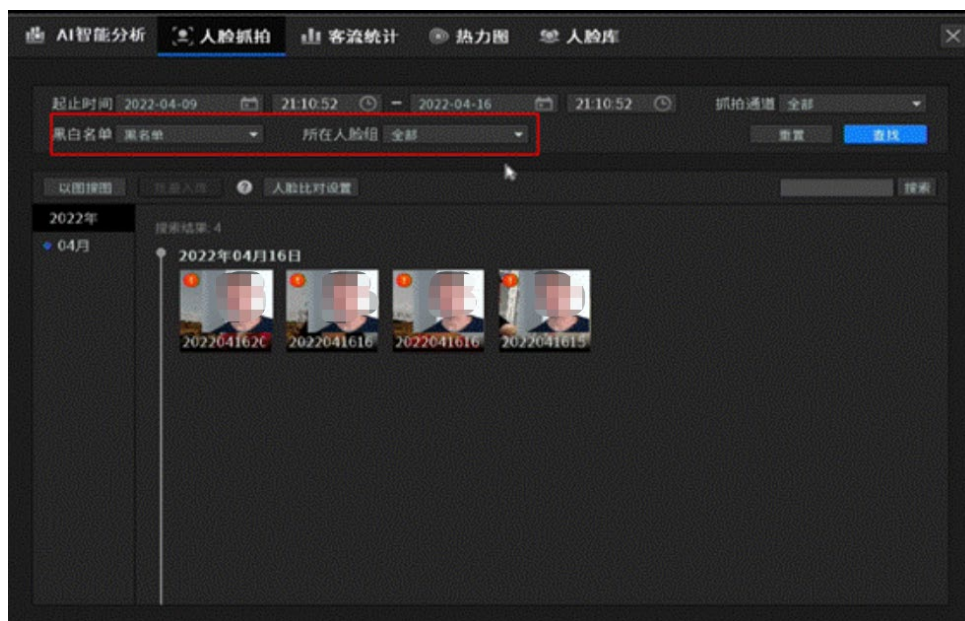 AI智能分析 人脸抓拍 客流统计 热力图 人脸库
起止时间 2022-04-09 21:10:52 - 2022-04-16 21:10:52 抓拍通道 全部
黑白名单 黑名单 所在人脸组 全部 重置 查找
以图搜图 批量入库 ? 人脸比对设置 搜索
2022年
搜索结果: 4
04月
2022年04月16日
202204162C 2022041616 2022041616 2022041615